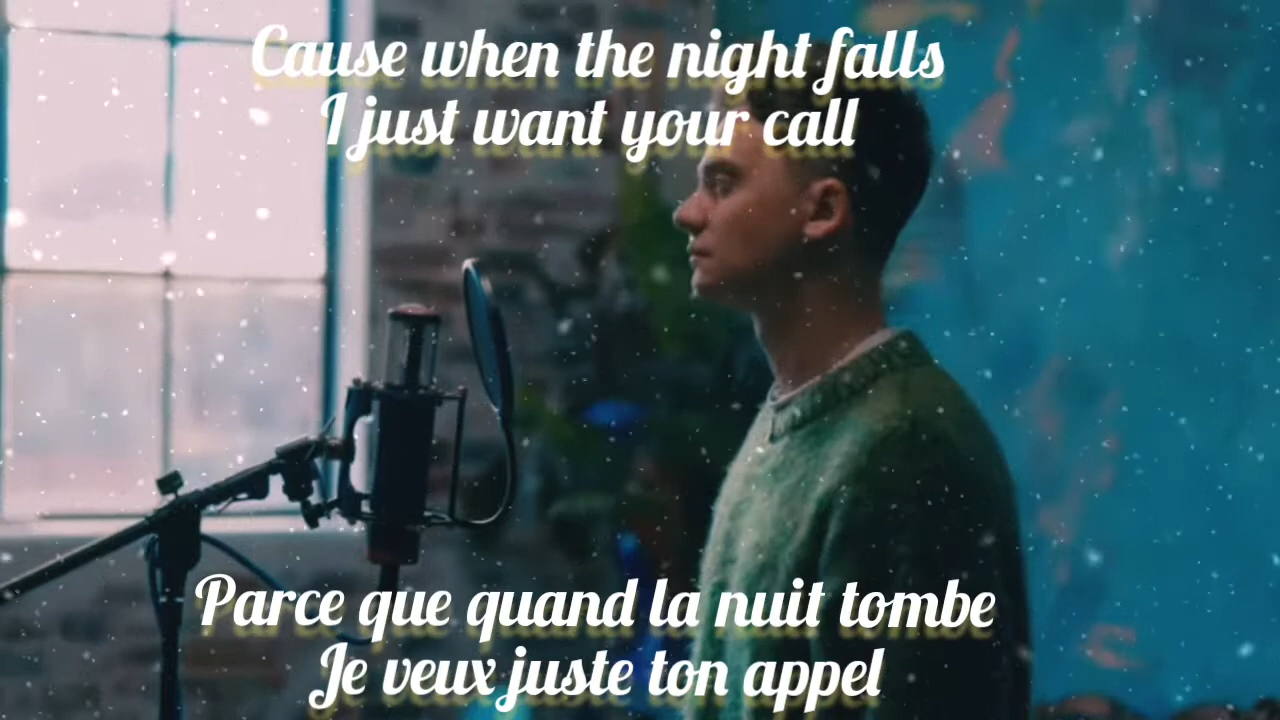 Cause when the night falls
I just want your call
Parce que quand la nuit tombe
Je veux juste ton appel